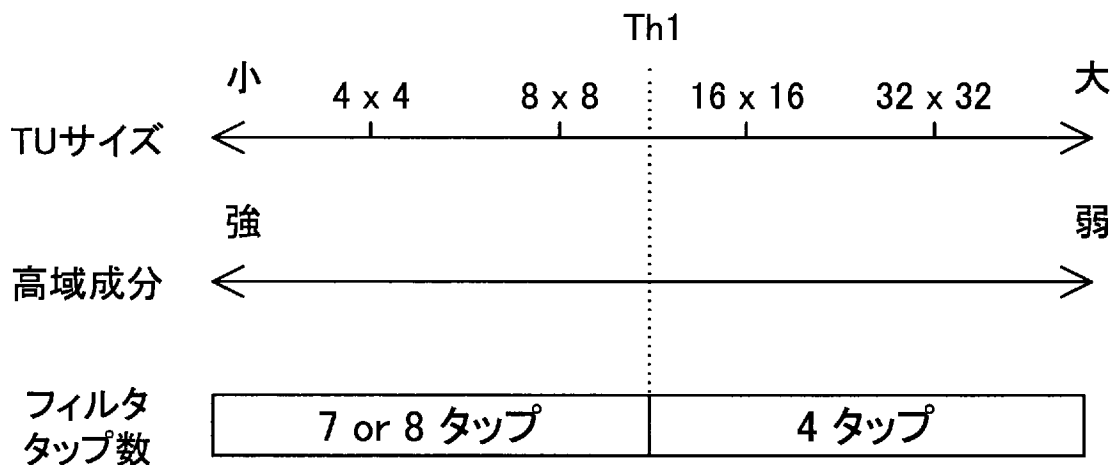 Th1
小
大
4 x 4
8 x 8
16 x 16
32 x 32
TUサイズ
強
弱
高域成分
フィルタ
タップ数
7 or 8 タップ
4 タップ